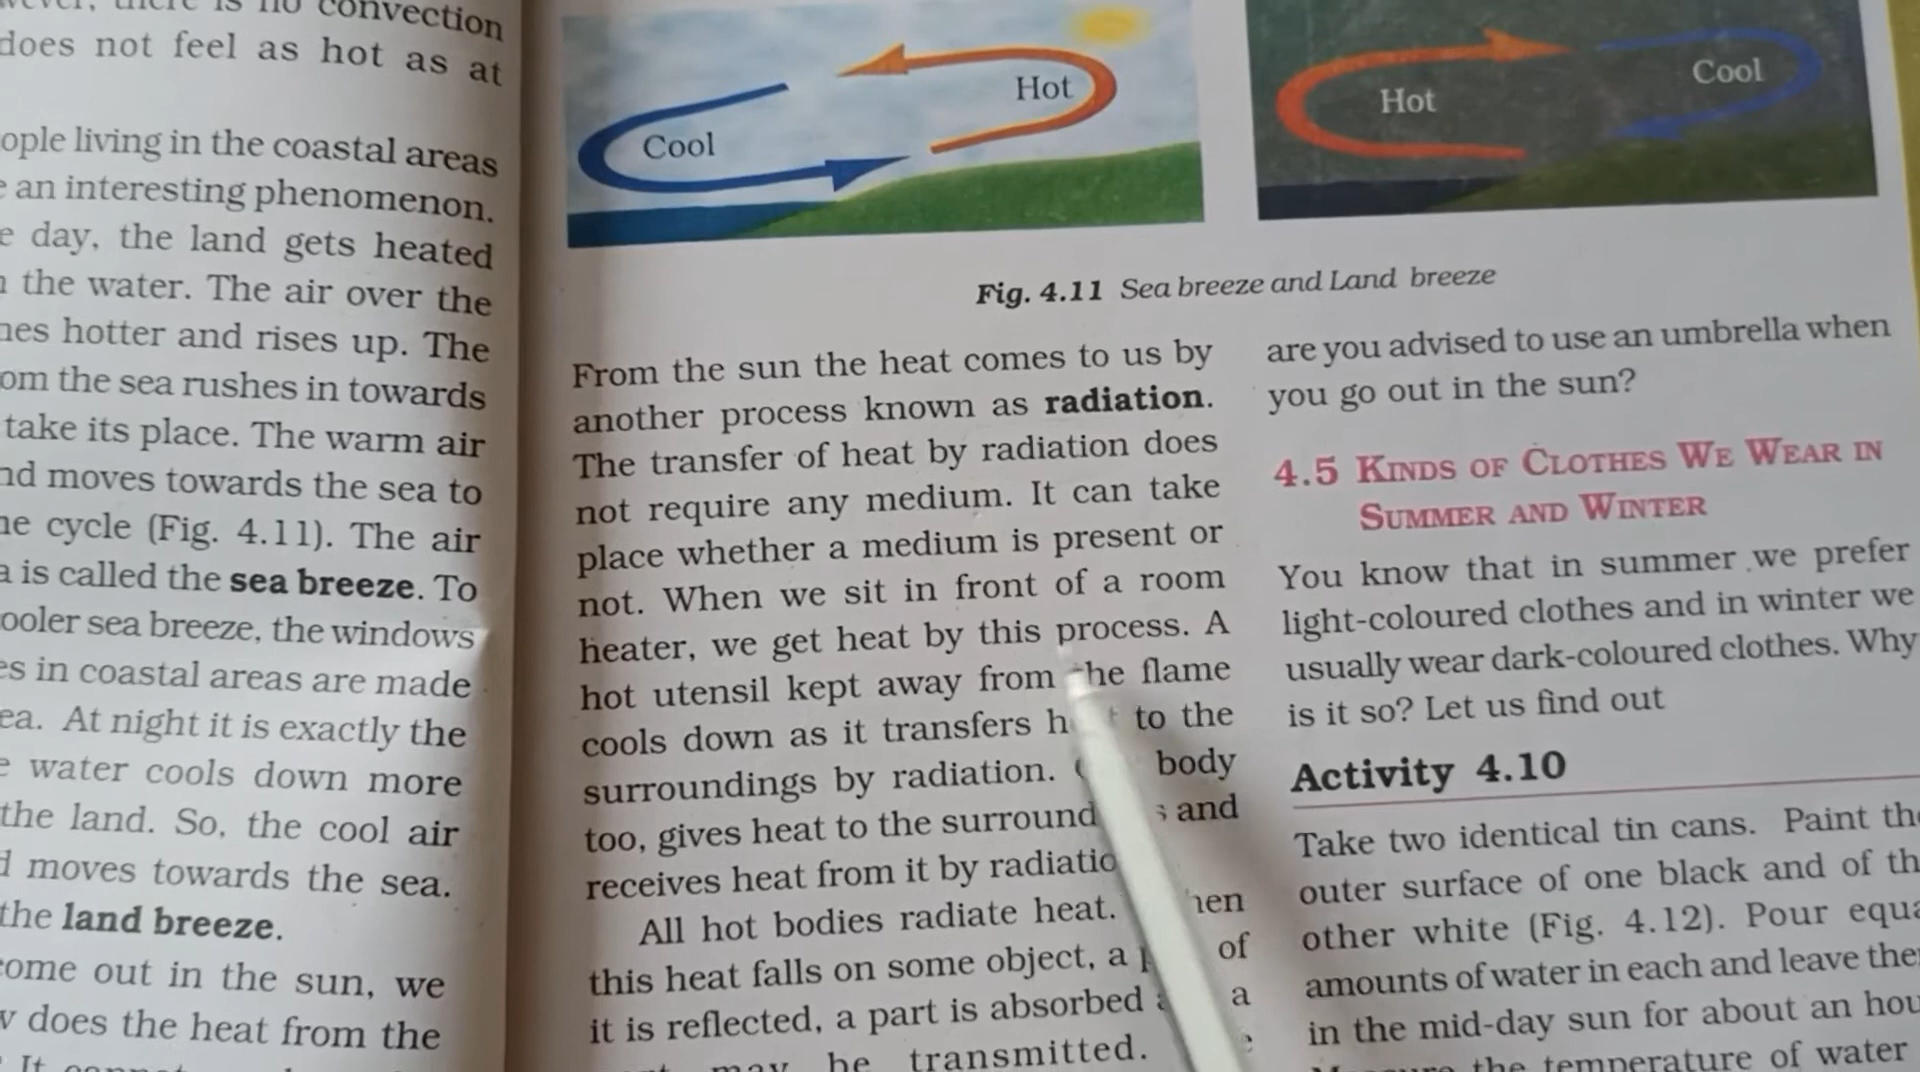 convection
does not feel as hot as at
living in the coastal areas
an interesting phenomenon.
day, the land gets heated
the water. The air over the
hotter and rises up. The
the sea rushes in towards
take its place. The warm air
moves towards the sea to
cycle (Fig. 4.11). The air
is called the sea breeze. To
sea breeze, the windows
in coastal areas are made
At night it is exactly the
water cools down more
the land. So, the cool air
moves towards the sea.
the land breeze.
out in the sun, we
does the heat from the
It
Cool
Hot
Hot
Cool
Fig. 4.11 Sea breeze and Land breeze
From the sun the heat comes to us by
another process known as radiation.
The transfer of heat by radiation does
not require any medium. It can take
place whether a medium is present or
not. When we sit in front of a room
heater, we get heat by this process. A
hot utensil kept away from the flame
cools down as it transfers to the
surroundings by radiation. body
too, gives heat to the and
receives heat from it by
All hot bodies radiate heat.
this heat falls on some object, a of
it is reflected, a part is absorbed a
may be transmitted.
are you advised to use an umbrella when
you go out in the sun?
4.5 KINDS OF CLOTHES WE WEAR IN
SUMMER AND WINTER
You know that in summer we prefer
light-coloured clothes and in winter we
usually wear dark-coloured clothes. Why
is it so? Let us find out
Activity 4.10
Take two identical tin cans. Paint
outer surface of one black and of
other white (Fig. 4.12). Pour
amounts of water in each and leave
in the mid-day sun for about an
the temperature of water